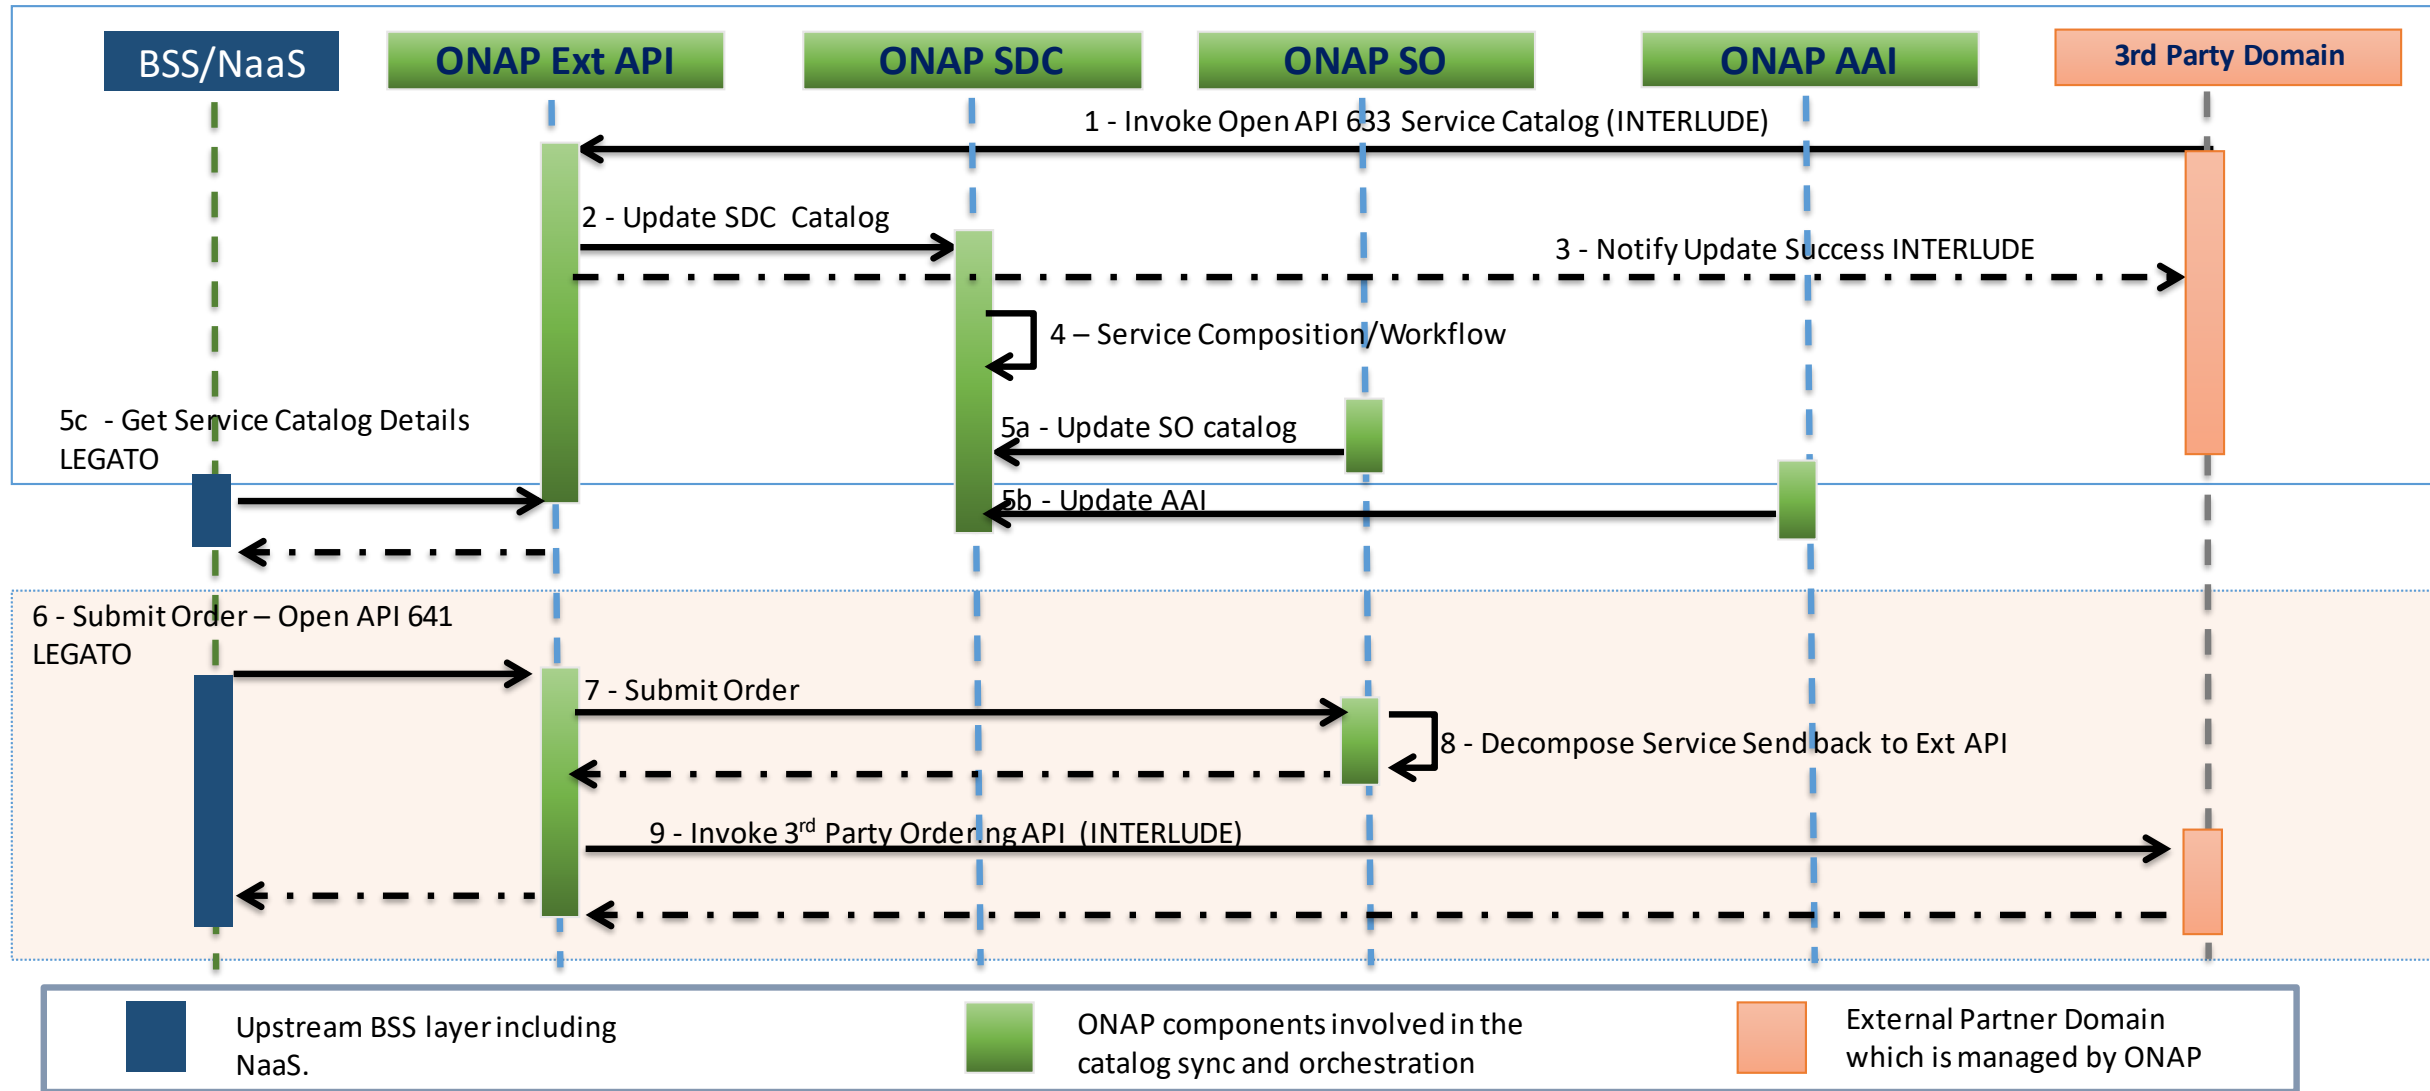 BSS/NaaS
ONAP Ext API
ONAP SDC
ONAP SO
ONAP AAI
3rd Party Domain
1 - Invoke Open API 633 Service Catalog (INTERLUDE)
2 - Update SDC Catalog
3 - Notify Update Success INTERLUDE
4 – Service Composition/Workflow
5c - Get Service Catalog Details
LEGATO
5a - Update SO catalog
5b - Update AAI
6 - Submit Order – Open API 641
LEGATO
7 - Submit Order
8 - Decompose Service Send back to Ext API
9 - Invoke 3rd Party Ordering API (INTERLUDE)
Upstream BSS layer including
NaaS.
ONAP components involved in the
catalog sync and orchestration
External Partner Domain
which is managed by ONAP